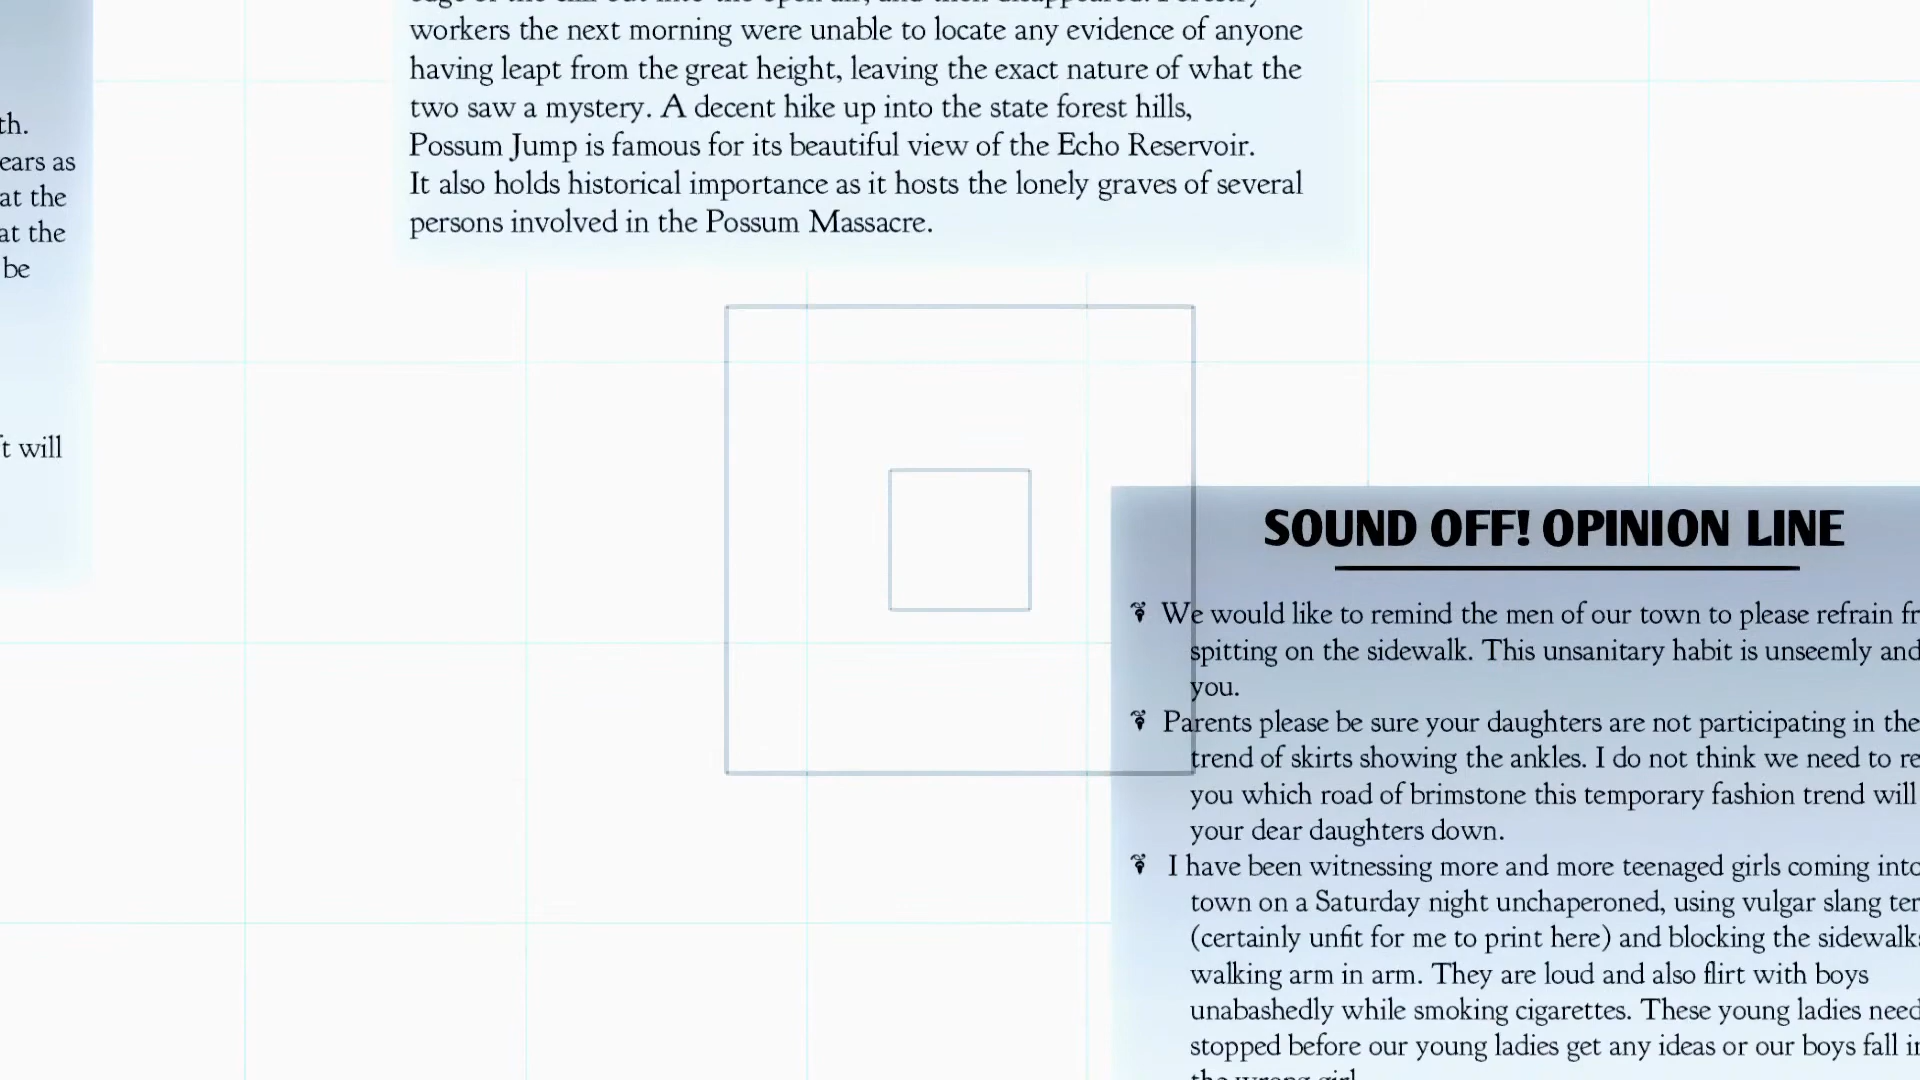 workers the next morning were unable to locate any evidence of anyone
having leapt from the great height, leaving the exact nature of what the
two saw a mystery. A decent hike up into the state forest hills,
Possum Jump is famous for its beautiful view of the Echo Reservoir.
It also holds historical importance as it hosts the lonely graves of several
persons involved in the Possum Massacre.
th.
ears as
at the
at the
be
t will
SOUND OFF! OPINION LINE
We would like to remind the men of our town to please refrain fr
spitting on the sidewalk. This unsanitary habit is unseemly and
you.
Parents please be sure your daughters are not participating in the
trend of skirts showing the ankles. I do not think we need to re
you which road of brimstone this temporary fashion trend will
your dear daughters down.
I have been witnessing more and more teenaged girls coming into
town on a Saturday night unchaperoned, using vulgar slang ter
(certainly unfit for me to print here) and blocking the sidewalk
walking arm in arm. They are loud and also flirt with boys
unabashedly while smoking cigarettes. These young ladies need
stopped before our young ladies get any ideas or our boys fall in